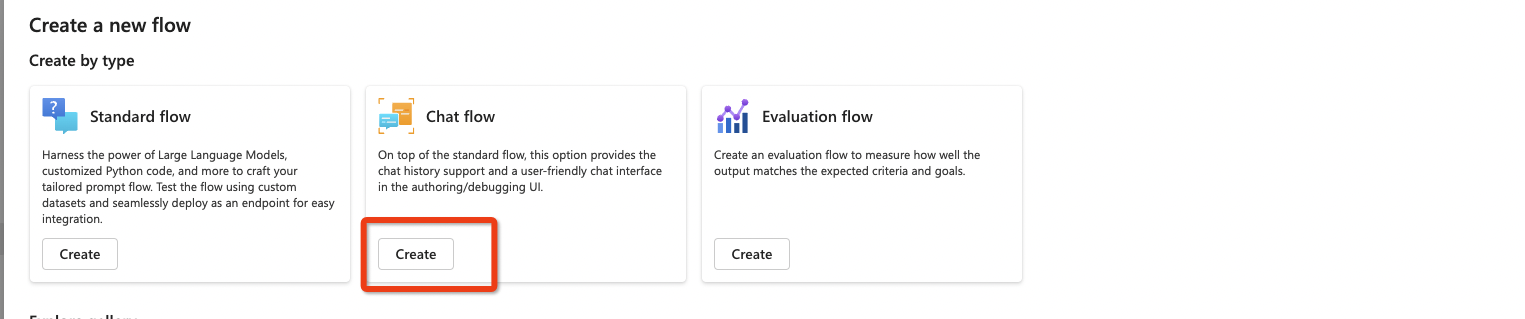 Create a new flow
Create by type
?
Standard flow
Harness the power of Large Language Models,
customized Python code, and more to craft your
tailored prompt flow. Test the flow using custom
datasets and seamlessly deploy as an endpoint for easy
integration.
Create
Chat flow
On top of the standard flow, this option provides the
chat history support and a user-friendly chat interface
in the authoring/debugging UI.
Create
Evaluation flow
Create an evaluation flow to measure how well the
output matches the expected criteria and goals.
Create
Explore gallery